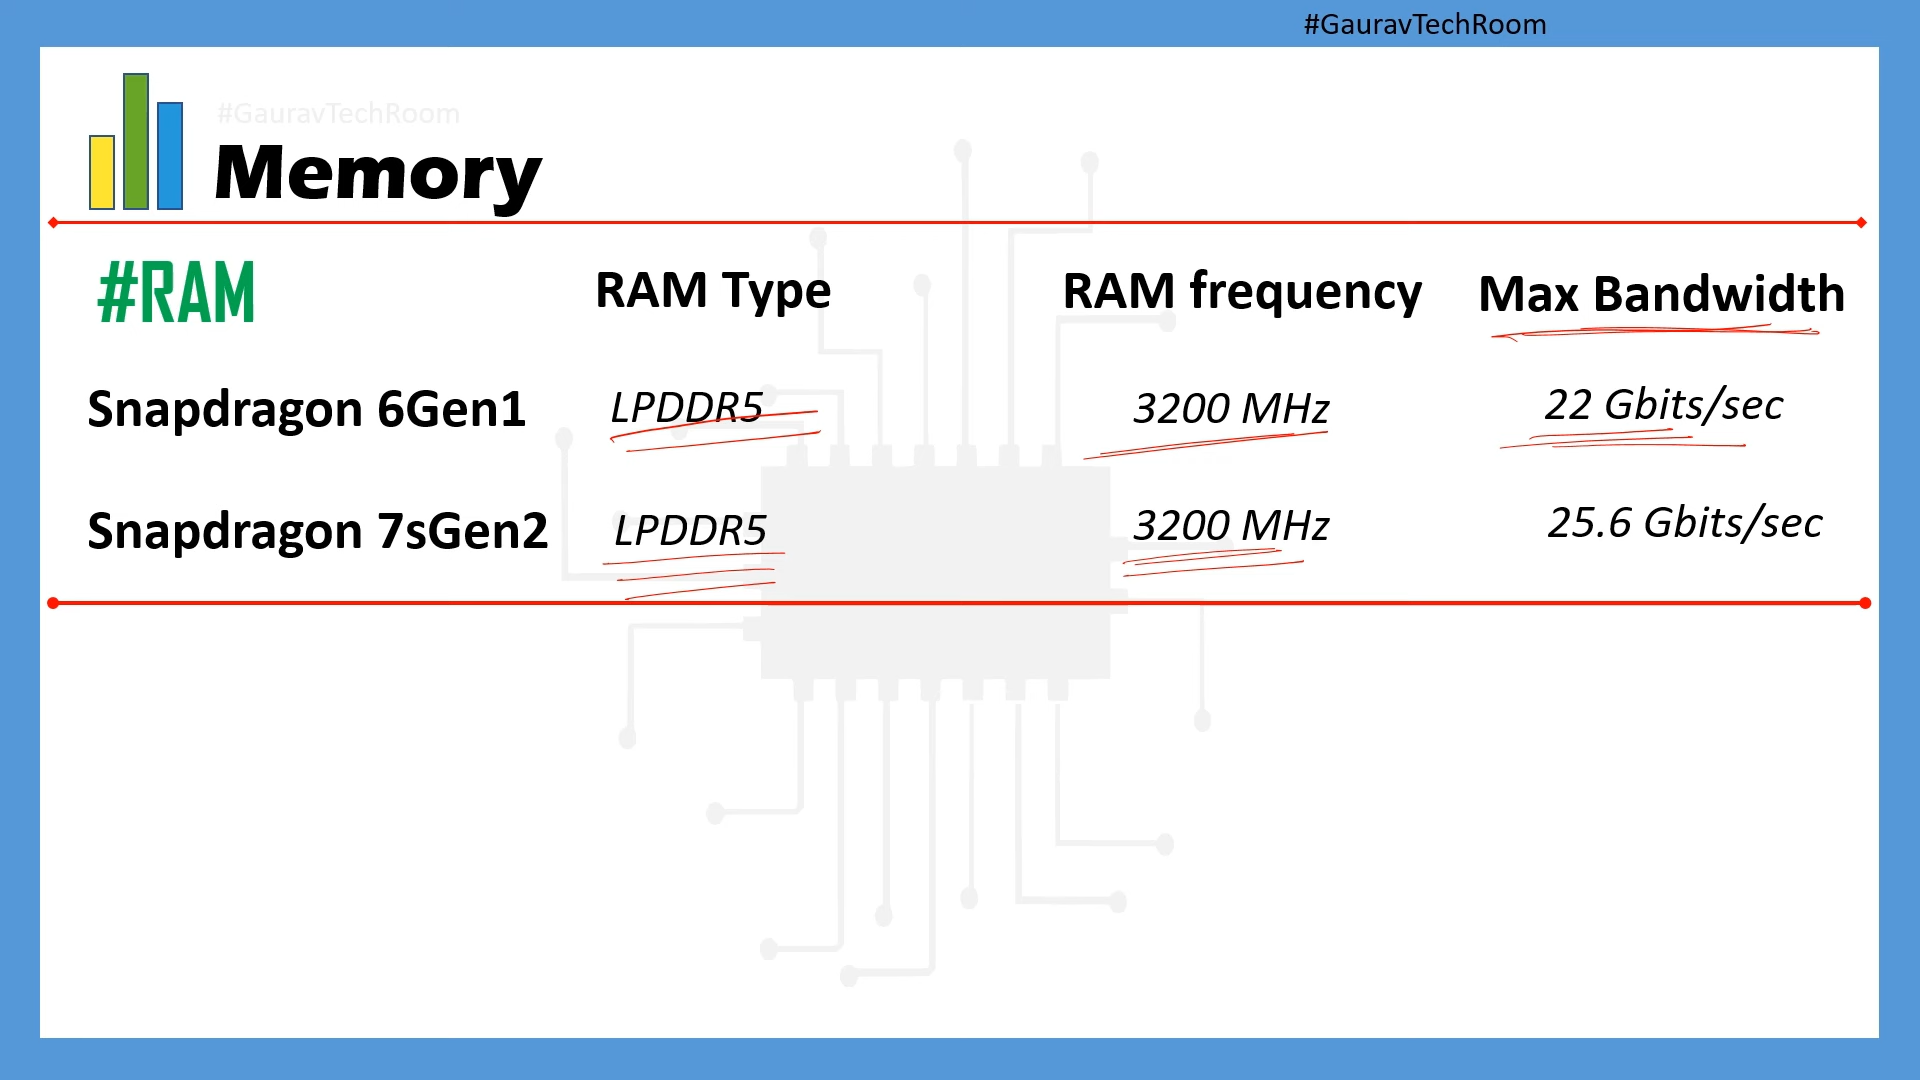 #GauravTechRoom
#GauravTechRoom
Memory
#RAM RAM Type RAM frequency Max Bandwidth
Snapdragon 6Gen1 LPDDR5 3200 MHz 22 Gbits/sec
Snapdragon 7sGen2 LPDDR5 3200 MHz 25.6 Gbits/sec